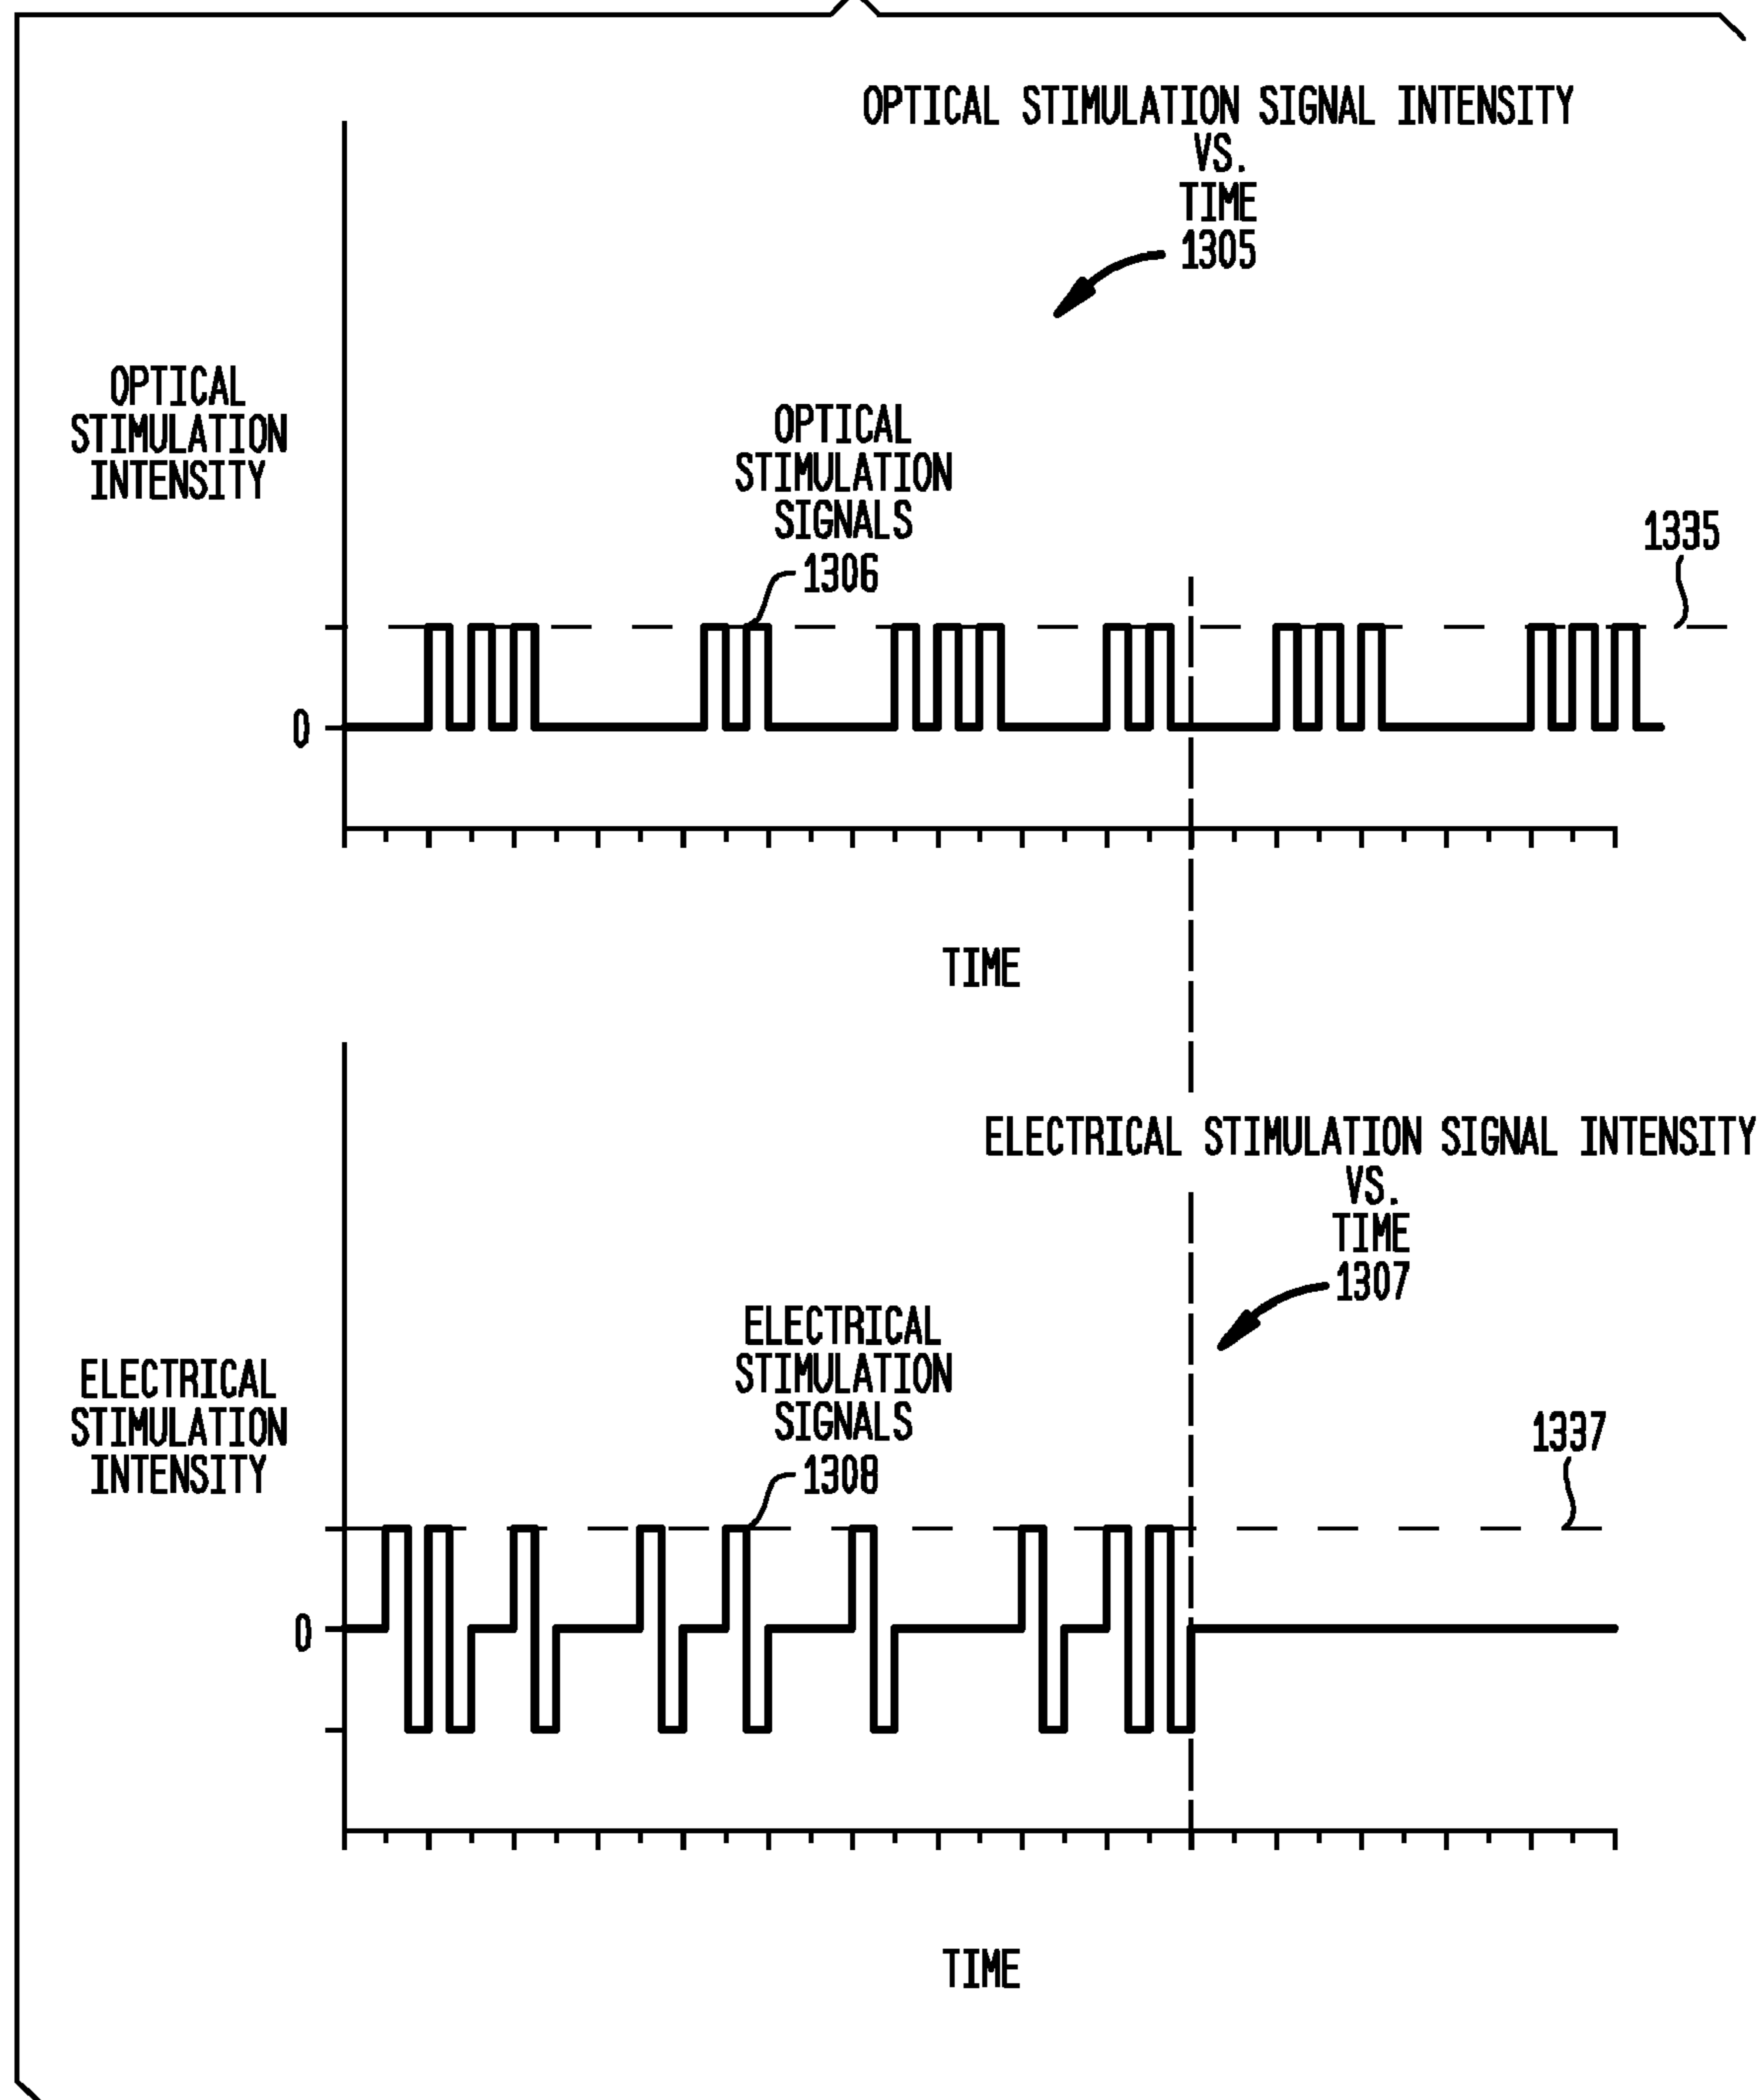 OPTICAL STIMULATION SIGNAL INTENSITY
VS.
TIME
1305
OPTICAL
STIMULATION
INTENSITY
OPTICAL
STIMULATION
SIGNALS
1306
1335
0
TIME
ELECTRICAL STIMULATION SIGNAL INTENSITY
VS.
TIME
1307
ELECTRICAL
STIMULATION
INTENSITY
ELECTRICAL
STIMULATION
SIGNALS
1308
1337
0
TIME